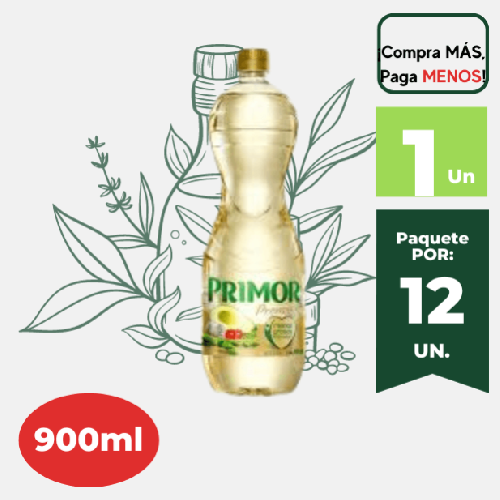 ¡Compra MÁS,
Paga MENOS!
1 Un
Paquete
POR:
12
UN.
PRIMOR
900ml